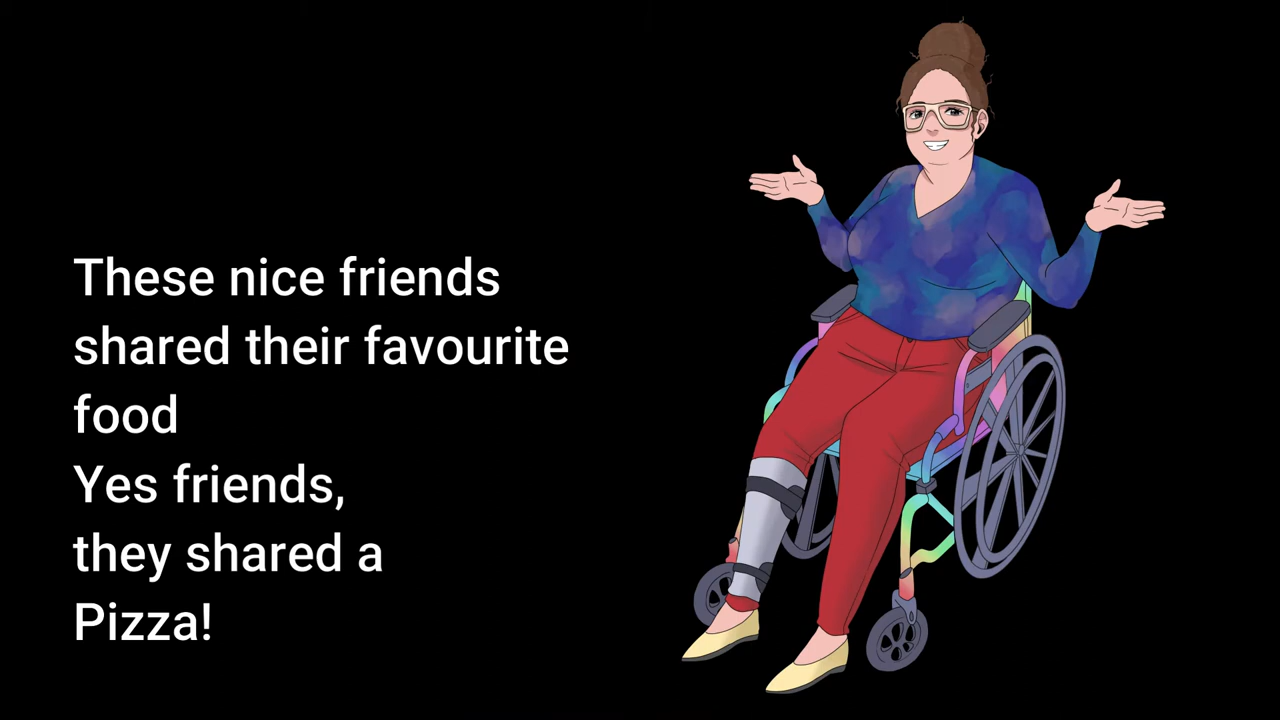 These nice friends
shared their favourite
food
Yes friends,
they shared a
Pizza!